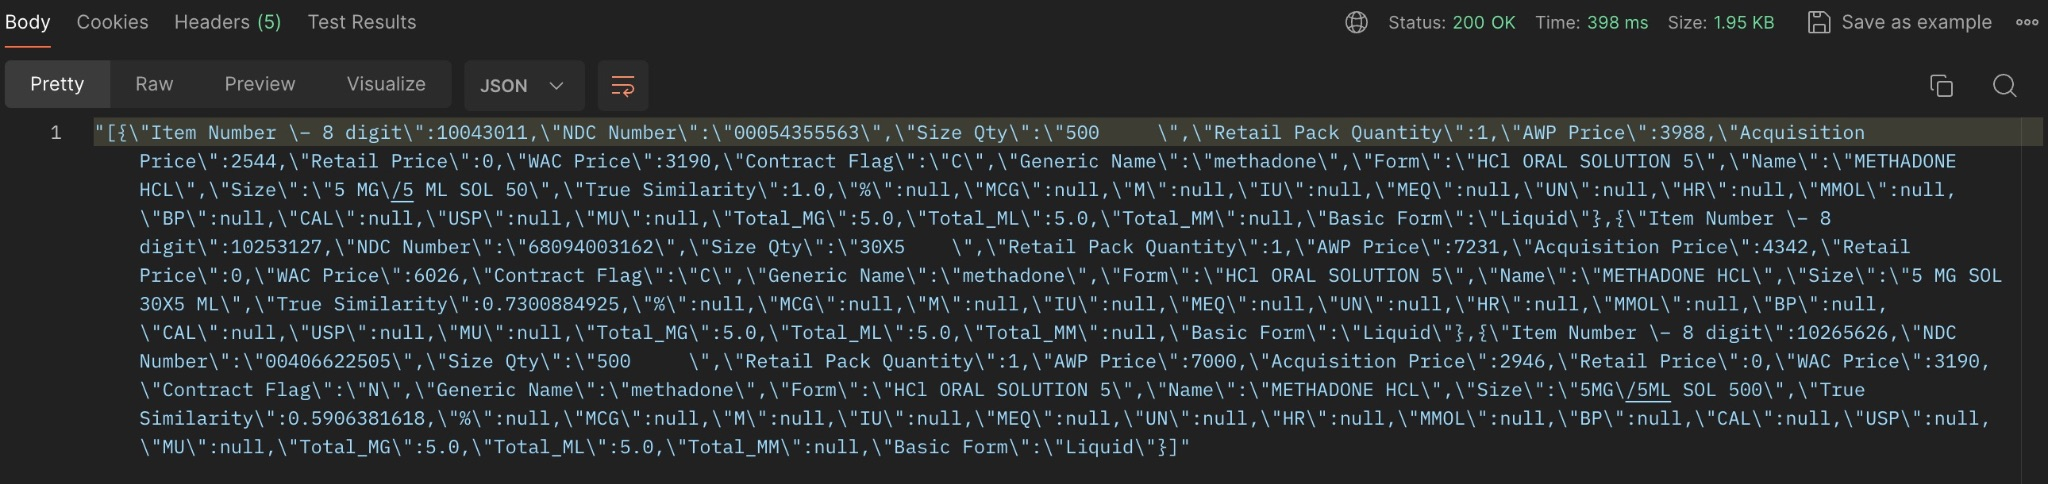 Body Cookies Headers (5) Test Results Status: 200 OK Time: 398 ms Size: 1.95 KB Save as example
Pretty Raw Preview Visualize JSON
1 "[{\"Item Number \- 8 digit\":10043011,\"NDC Number\":\"00054355563\",\"Size Qty\":\"500     \",\"Retail Pack Quantity\":1,\"AWP Price\":3988,\"Acquisition
Price\":2544,\"Retail Price\":0,\"WAC Price\":3190,\"Contract Flag\":\"C\",\"Generic Name\":\"methadone\",\"Form\":\"HCl ORAL SOLUTION 5\",\"Name\":\"METHADONE
HCL\",\"Size\":\"5 MG\/5 ML SOL 50\",\"True Similarity\":1.0,\"%\":null,\"MCG\":null,\"M\":null,\"IU\":null,\"MEQ\":null,\"UN\":null,\"HR\":null,\"MMOL\":null,
\"BP\":null,\"CAL\":null,\"USP\":null,\"MU\":null,\"Total_MG\":5.0,\"Total_ML\":5.0,\"Total_MM\":null,\"Basic Form\":\"Liquid\"},{\"Item Number \- 8
digit\":10253127,\"NDC Number\":\"68094003162\",\"Size Qty\":\"30X5    \",\"Retail Pack Quantity\":1,\"AWP Price\":7231,\"Acquisition Price\":4342,\"Retail
Price\":0,\"WAC Price\":6026,\"Contract Flag\":\"C\",\"Generic Name\":\"methadone\",\"Form\":\"HCl ORAL SOLUTION 5\",\"Name\":\"METHADONE HCL\",\"Size\":\"5 MG SOL
30X5 ML\",\"True Similarity\":0.7300884925,\"%\":null,\"MCG\":null,\"M\":null,\"IU\":null,\"MEQ\":null,\"UN\":null,\"HR\":null,\"MMOL\":null,\"BP\":null,
\"CAL\":null,\"USP\":null,\"MU\":null,\"Total_MG\":5.0,\"Total_ML\":5.0,\"Total_MM\":null,\"Basic Form\":\"Liquid\"},{\"Item Number \- 8 digit\":10265626,\"NDC
Number\":\"00406622505\",\"Size Qty\":\"500     \",\"Retail Pack Quantity\":1,\"AWP Price\":7000,\"Acquisition Price\":2946,\"Retail Price\":0,\"WAC Price\":3190,
\"Contract Flag\":\"N\",\"Generic Name\":\"methadone\",\"Form\":\"HCl ORAL SOLUTION 5\",\"Name\":\"METHADONE HCL\",\"Size\":\"5MG\/5ML SOL 500\",\"True
Similarity\":0.5906381618,\"%\":null,\"MCG\":null,\"M\":null,\"IU\":null,\"MEQ\":null,\"UN\":null,\"HR\":null,\"MMOL\":null,\"BP\":null,\"CAL\":null,\"USP\":null,
\"MU\":null,\"Total_MG\":5.0,\"Total_ML\":5.0,\"Total_MM\":null,\"Basic Form\":\"Liquid\"}]"